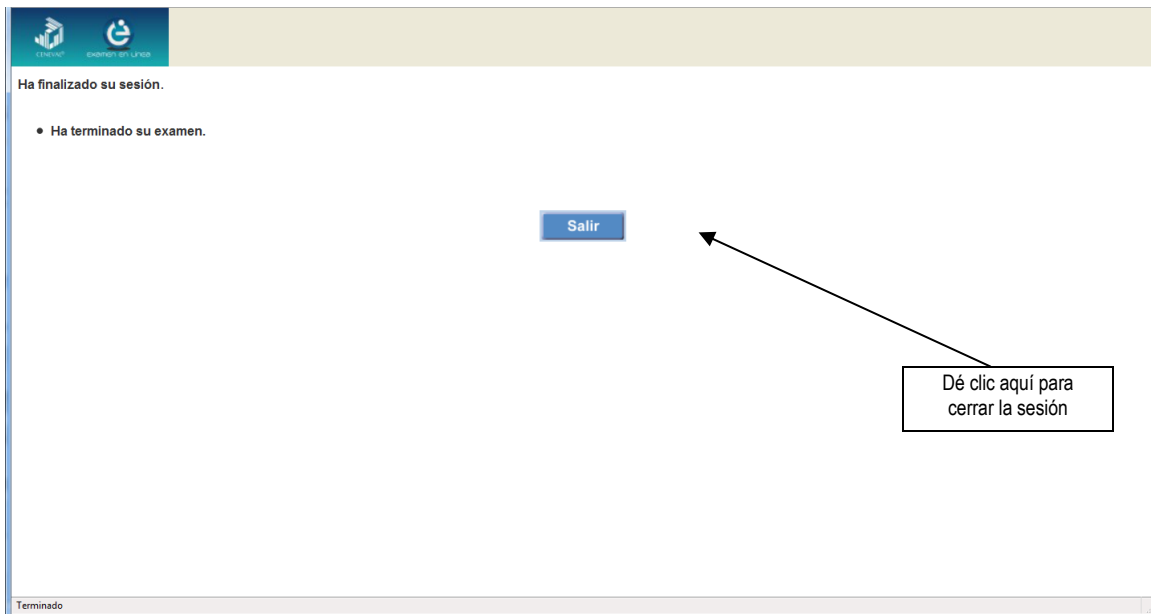 CENEVAL®
examen en línea
Ha finalizado su sesión.
• Ha terminado su examen.
Salir
Dé clic aquí para
cerrar la sesión
Terminado